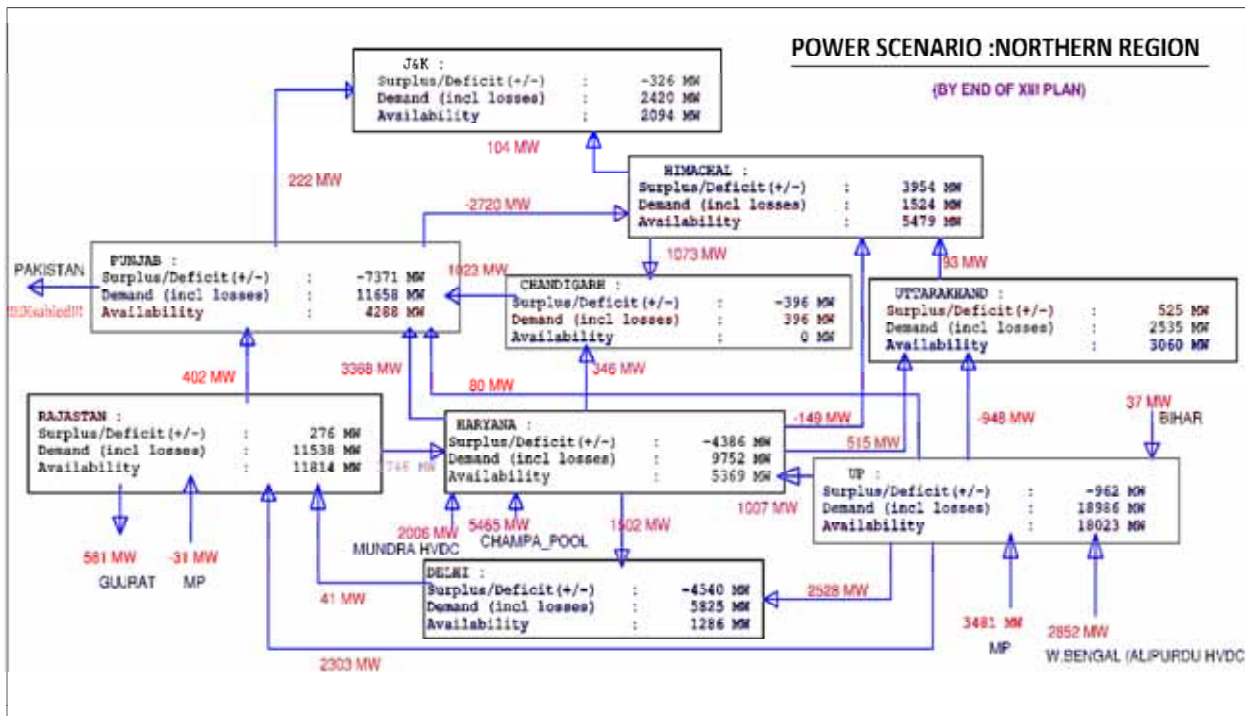 POWER SCENARIO :NORTHERN REGION
(BY END OF XIII PLAN)
J&K :
Surplus/Deficit(+/-) : -326 MW
Demand (incl losses) : 2420 MW
Availability : 2094 MW
104 MW
222 MW
HIMACHAL :
Surplus/Deficit(+/-) : 3954 MW
Demand (incl losses) : 1524 MW
Availability : 5479 MW
-2720 MW
1073 MW
93 MW
PAKISTAN
PUNJAB :
Surplus/Deficit(+/-) : -7371 MW
Demand (incl losses) : 11658 MW
Availability : 4288 MW
1023 MW
CHANDIGARH :
Surplus/Deficit(+/-) : -396 MW
Demand (incl losses) : 396 MW
Availability : 0 MW
UTTARAKHAND :
Surplus/Deficit(+/-) : 525 MW
Demand (incl losses) : 2535 MW
Availability : 3060 MW
402 MW
3368 MW
346 MW
80 MW
-149 MW
515 MW
-948 MW
37 MW
BIHAR
RAJASTAN :
Surplus/Deficit(+/-) : 276 MW
Demand (incl losses) : 11538 MW
Availability : 11814 MW
HARYANA :
Surplus/Deficit(+/-) : -4386 MW
Demand (incl losses) : 9752 MW
Availability : 5369 MW
UP :
Surplus/Deficit(+/-) : -962 MW
Demand (incl losses) : 18986 MW
Availability : 18023 MW
1007 MW
581 MW
GUJRAT
-31 MW
MP
2006 MW
MUNDRA HVDC
5465 MW
CHAMPA_POOL
1502 MW
DELHI :
Surplus/Deficit(+/-) : -4540 MW
Demand (incl losses) : 5825 MW
Availability : 1286 MW
41 MW
2528 MW
2303 MW
3481 MW
MP
2852 MW
W.BENGAL (ALIPURDU HVDC